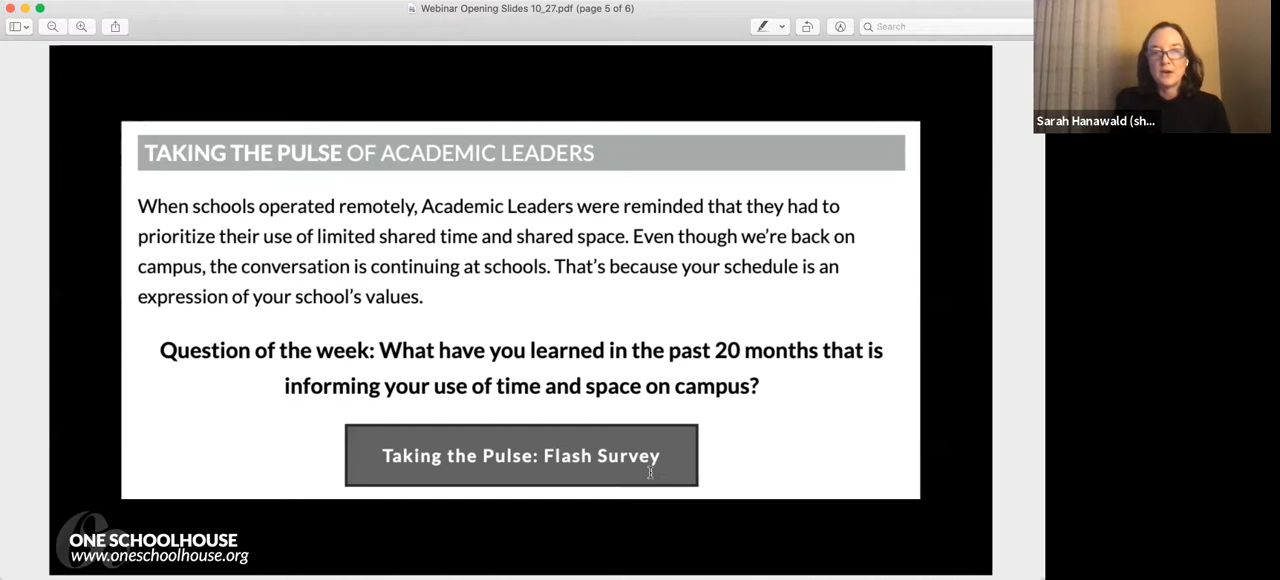 Webinar Opening Slides 10_27.pdf (page 5 of 6)
Search
Sarah Hanawald (sh...
TAKING THE PULSE OF ACADEMIC LEADERS
When schools operated remotely, Academic Leaders were reminded that they had to
prioritize their use of limited shared time and shared space. Even though we’re back on
campus, the conversation is continuing at schools. That’s because your schedule is an
expression of your school’s values.
Question of the week: What have you learned in the past 20 months that is
informing your use of time and space on campus?
Taking the Pulse: Flash Survey
ONE SCHOOLHOUSE
www.oneschoolhouse.org